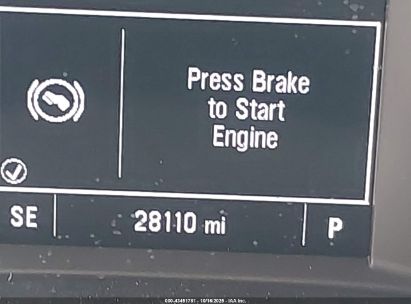 Press Brake
to Start
Engine
SE 28110 mi P